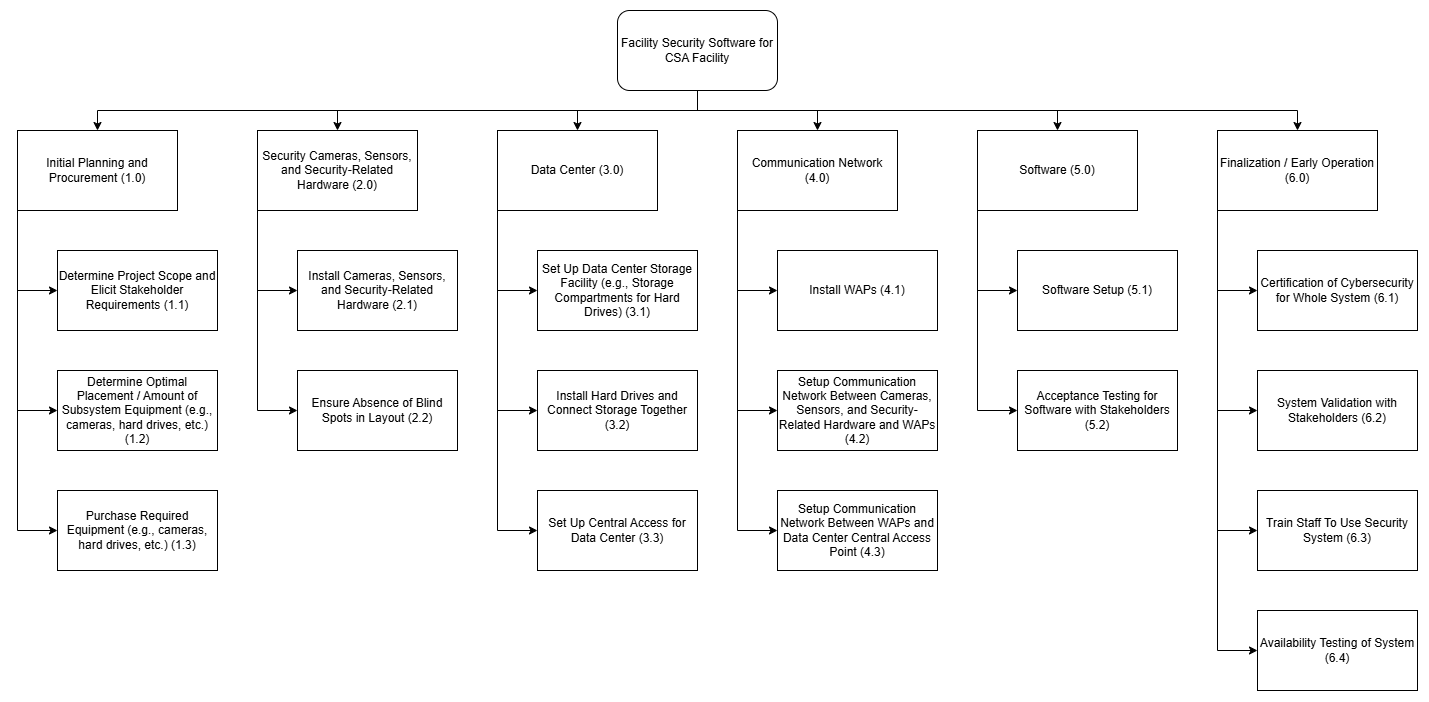 Facility Security Software for
CSA Facility
Initial Planning and
Procurement (1.0)
Determine Project Scope and
Elicit Stakeholder
Requirements (1.1)
Determine Optimal
Placement / Amount of
Subsystem Equipment (e.g.,
cameras, hard drives, etc.)
(1.2)
Purchase Required
Equipment (e.g., cameras,
hard drives, etc.) (1.3)
Security Cameras, Sensors,
and Security-Related
Hardware (2.0)
Install Cameras, Sensors,
and Security-Related
Hardware (2.1)
Ensure Absence of Blind
Spots in Layout (2.2)
Data Center (3.0)
Set Up Data Center Storage
Facility (e.g., Storage
Compartments for Hard
Drives) (3.1)
Install Hard Drives and
Connect Storage Together
(3.2)
Set Up Central Access for
Data Center (3.3)
Communication Network
(4.0)
Install WAPs (4.1)
Setup Communication
Network Between Cameras,
Sensors, and Security-
Related Hardware and WAPs
(4.2)
Setup Communication
Network Between WAPs and
Data Center Central Access
Point (4.3)
Software (5.0)
Software Setup (5.1)
Acceptance Testing for
Software with Stakeholders
(5.2)
Finalization / Early Operation
(6.0)
Certification of Cybersecurity
for Whole System (6.1)
System Validation with
Stakeholders (6.2)
Train Staff To Use Security
System (6.3)
Availability Testing of System
(6.4)